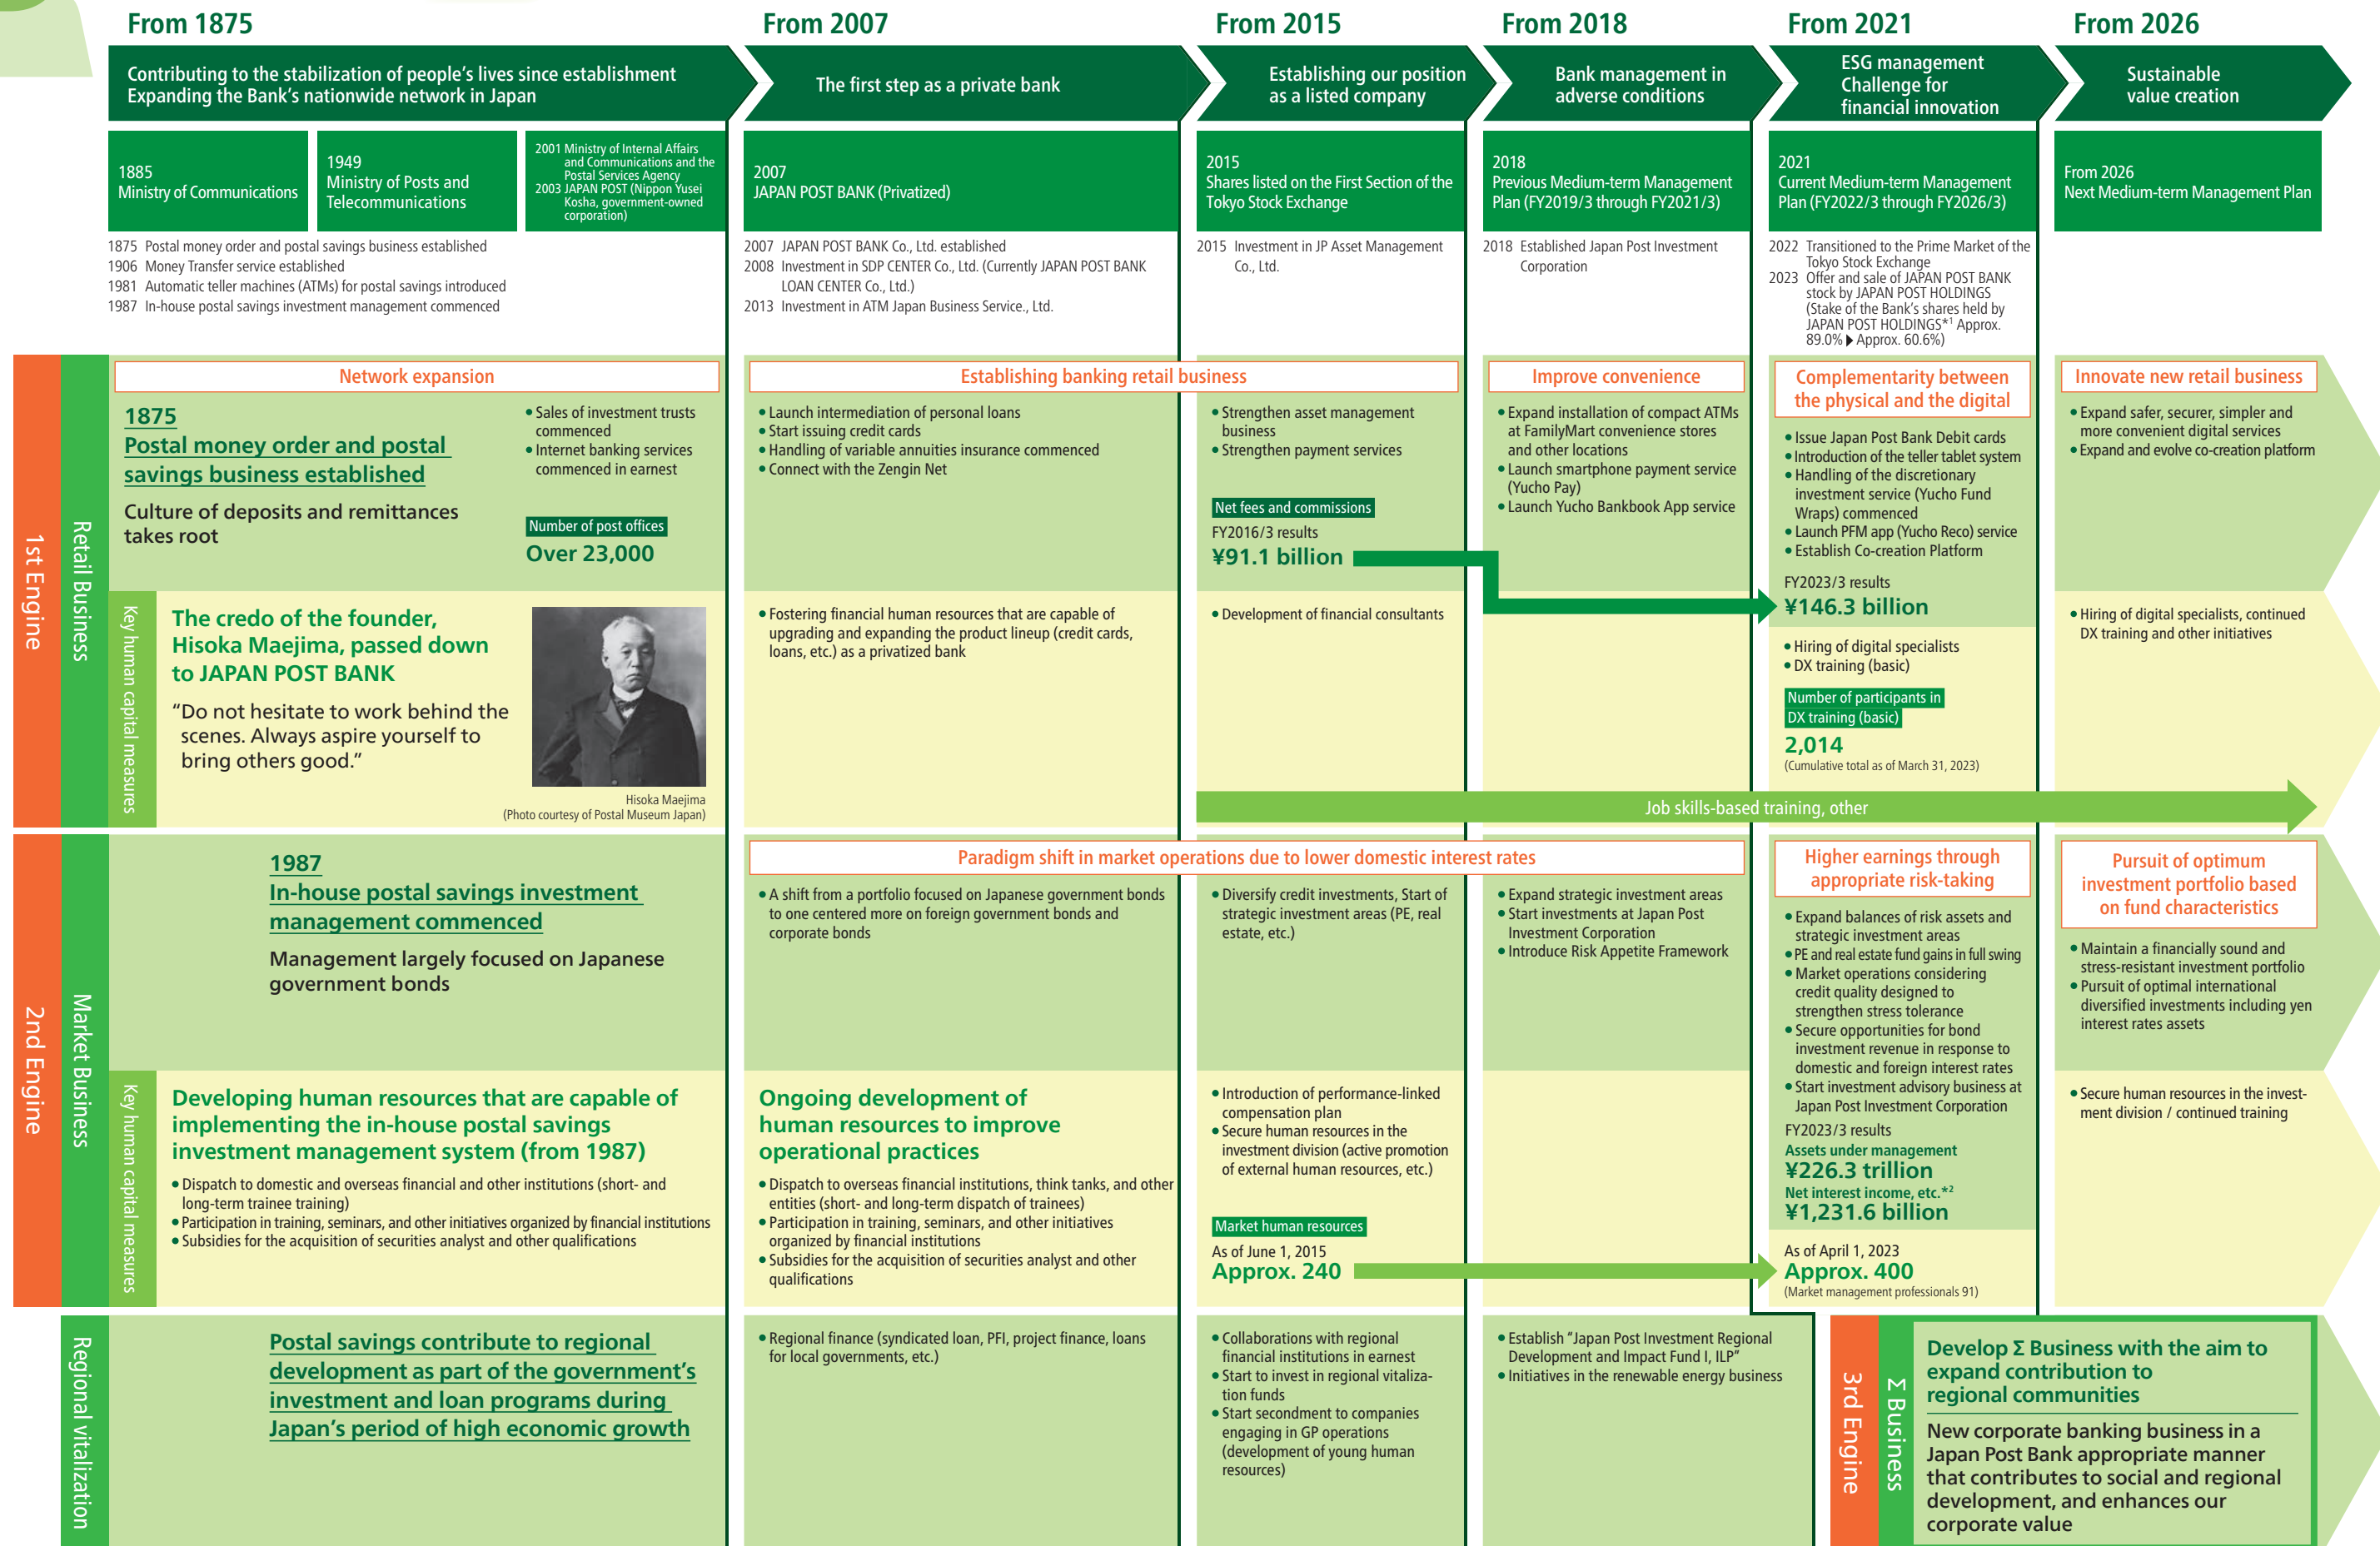 From 1875
From 2007
From 2015
From 2018
From 2021
From 2026
Contributing to the stabilization of people's lives since establishment
Expanding the Bank's nationwide network in Japan
The first step as a private bank
Establishing our position
as a listed company
Bank management in
adverse conditions
ESG management
Challenge for
financial innovation
Sustainable
value creation
1885
Ministry of Communications
1949
Ministry of Posts and
Telecommunications
2001 Ministry of Internal Affairs
and Communications and the
Postal Services Agency
2003 JAPAN POST (Nippon Yusei
Kosha, government-owned
corporation)
2007
JAPAN POST BANK (Privatized)
2015
Shares listed on the First Section of the
Tokyo Stock Exchange
2018
Previous Medium-term Management
Plan (FY2019/3 through FY2021/3)
2021
Current Medium-term Management
Plan (FY2022/3 through FY2026/3)
From 2026
Next Medium-term Management Plan
1875 Postal money order and postal savings business established
1906 Money Transfer service established
1981 Automatic teller machines (ATMs) for postal savings introduced
1987 In-house postal savings investment management commenced
2007 JAPAN POST BANK Co., Ltd. established
2008 Investment in SDP CENTER Co., Ltd. (Currently JAPAN POST BANK
LOAN CENTER Co., Ltd.)
2013 Investment in ATM Japan Business Service., Ltd.
2015 Investment in JP Asset Management
Co., Ltd.
2018 Established Japan Post Investment
Corporation
2022 Transitioned to the Prime Market of the
Tokyo Stock Exchange
2023 Offer and sale of JAPAN POST BANK
stock by JAPAN POST HOLDINGS
(Stake of the Bank's shares held by
JAPAN POST HOLDINGS*1 Approx.
89.0% ▶ Approx. 60.6%)
1st Engine
Retail Business
Network expansion
1875
Postal money order and postal
savings business established
Culture of deposits and remittances
takes root
• Sales of investment trusts
commenced
• Internet banking services
commenced in earnest
Number of post offices
Over 23,000
Establishing banking retail business
• Launch intermediation of personal loans
• Start issuing credit cards
• Handling of variable annuities insurance commenced
• Connect with the Zengin Net
• Strengthen asset management
business
• Strengthen payment services
Net fees and commissions
FY2016/3 results
¥91.1 billion
Improve convenience
• Expand installation of compact ATMs
at FamilyMart convenience stores
and other locations
• Launch smartphone payment service
(Yucho Pay)
• Launch Yucho Bankbook App service
Complementarity between
the physical and the digital
• Issue Japan Post Bank Debit cards
• Introduction of the teller tablet system
• Handling of the discretionary
investment service (Yucho Fund
Wraps) commenced
• Launch PFM app (Yucho Reco) service
• Establish Co-creation Platform
FY2023/3 results
¥146.3 billion
Innovate new retail business
• Expand safer, securer, simpler and
more convenient digital services
• Expand and evolve co-creation platform
Key human capital measures
The credo of the founder,
Hisoka Maejima, passed down
to JAPAN POST BANK
"Do not hesitate to work behind the
scenes. Always aspire yourself to
bring others good."
Hisoka Maejima
(Photo courtesy of Postal Museum Japan)
• Fostering financial human resources that are capable of
upgrading and expanding the product lineup (credit cards,
loans, etc.) as a privatized bank
• Development of financial consultants
• Hiring of digital specialists
• DX training (basic)
Number of participants in
DX training (basic)
2,014
(Cumulative total as of March 31, 2023)
• Hiring of digital specialists, continued
DX training and other initiatives
Job skills-based training, other
2nd Engine
Market Business
1987
In-house postal savings investment
management commenced
Management largely focused on Japanese
government bonds
Paradigm shift in market operations due to lower domestic interest rates
• A shift from a portfolio focused on Japanese government bonds
to one centered more on foreign government bonds and
corporate bonds
• Diversify credit investments, Start of
strategic investment areas (PE, real
estate, etc.)
• Expand strategic investment areas
• Start investments at Japan Post
Investment Corporation
• Introduce Risk Appetite Framework
Higher earnings through
appropriate risk-taking
• Expand balances of risk assets and
strategic investment areas
• PE and real estate fund gains in full swing
• Market operations considering
credit quality designed to
strengthen stress tolerance
• Secure opportunities for bond
investment revenue in response to
domestic and foreign interest rates
• Start investment advisory business at
Japan Post Investment Corporation
FY2023/3 results
Assets under management
¥226.3 trillion
Net interest income, etc.*2
¥1,231.6 billion
Pursuit of optimum
investment portfolio based
on fund characteristics
• Maintain a financially sound and
stress-resistant investment portfolio
• Pursuit of optimal international
diversified investments including yen
interest rates assets
Key human capital measures
Developing human resources that are capable of
implementing the in-house postal savings
investment management system (from 1987)
• Dispatch to domestic and overseas financial and other institutions (short- and
long-term trainee training)
• Participation in training, seminars, and other initiatives organized by financial institutions
• Subsidies for the acquisition of securities analyst and other qualifications
Ongoing development of
human resources to improve
operational practices
• Dispatch to overseas financial institutions, think tanks, and other
entities (short- and long-term dispatch of trainees)
• Participation in training, seminars, and other initiatives
organized by financial institutions
• Subsidies for the acquisition of securities analyst and other
qualifications
• Introduction of performance-linked
compensation plan
• Secure human resources in the
investment division (active promotion
of external human resources, etc.)
Market human resources
As of June 1, 2015
Approx. 240
As of April 1, 2023
Approx. 400
(Market management professionals 91)
• Secure human resources in the invest-
ment division / continued training
Regional vitalization
Postal savings contribute to regional
development as part of the government's
investment and loan programs during
Japan's period of high economic growth
• Regional finance (syndicated loan, PFI, project finance, loans
for local governments, etc.)
• Collaborations with regional
financial institutions in earnest
• Start to invest in regional vitaliza-
tion funds
• Start secondment to companies
engaging in GP operations
(development of young human
resources)
• Establish "Japan Post Investment Regional
Development and Impact Fund I, ILP"
• Initiatives in the renewable energy business
3rd Engine
Σ Business
Develop Σ Business with the aim to
expand contribution to
regional communities
New corporate banking business in a
Japan Post Bank appropriate manner
that contributes to social and regional
development, and enhances our
corporate value